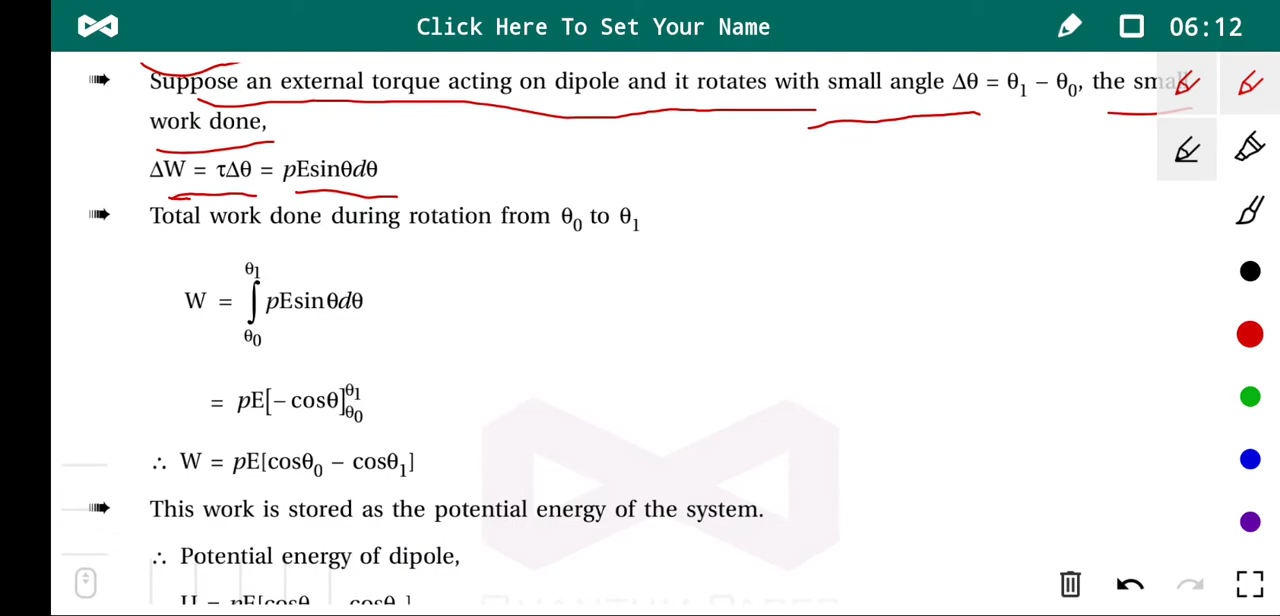 Click Here To Set Your Name
06:12
Suppose an external torque acting on dipole and it rotates with small angle Δθ = θ₁ – θ₀, the small
work done,
ΔW = τΔθ = pEsinθdθ
Total work done during rotation from θ₀ to θ₁
W = ∫θ₀θ₁ pEsinθdθ
= pE[– cosθ]θ₀θ₁
∴ W = pE[cosθ₀ – cosθ₁]
This work is stored as the potential energy of the system.
∴ Potential energy of dipole,